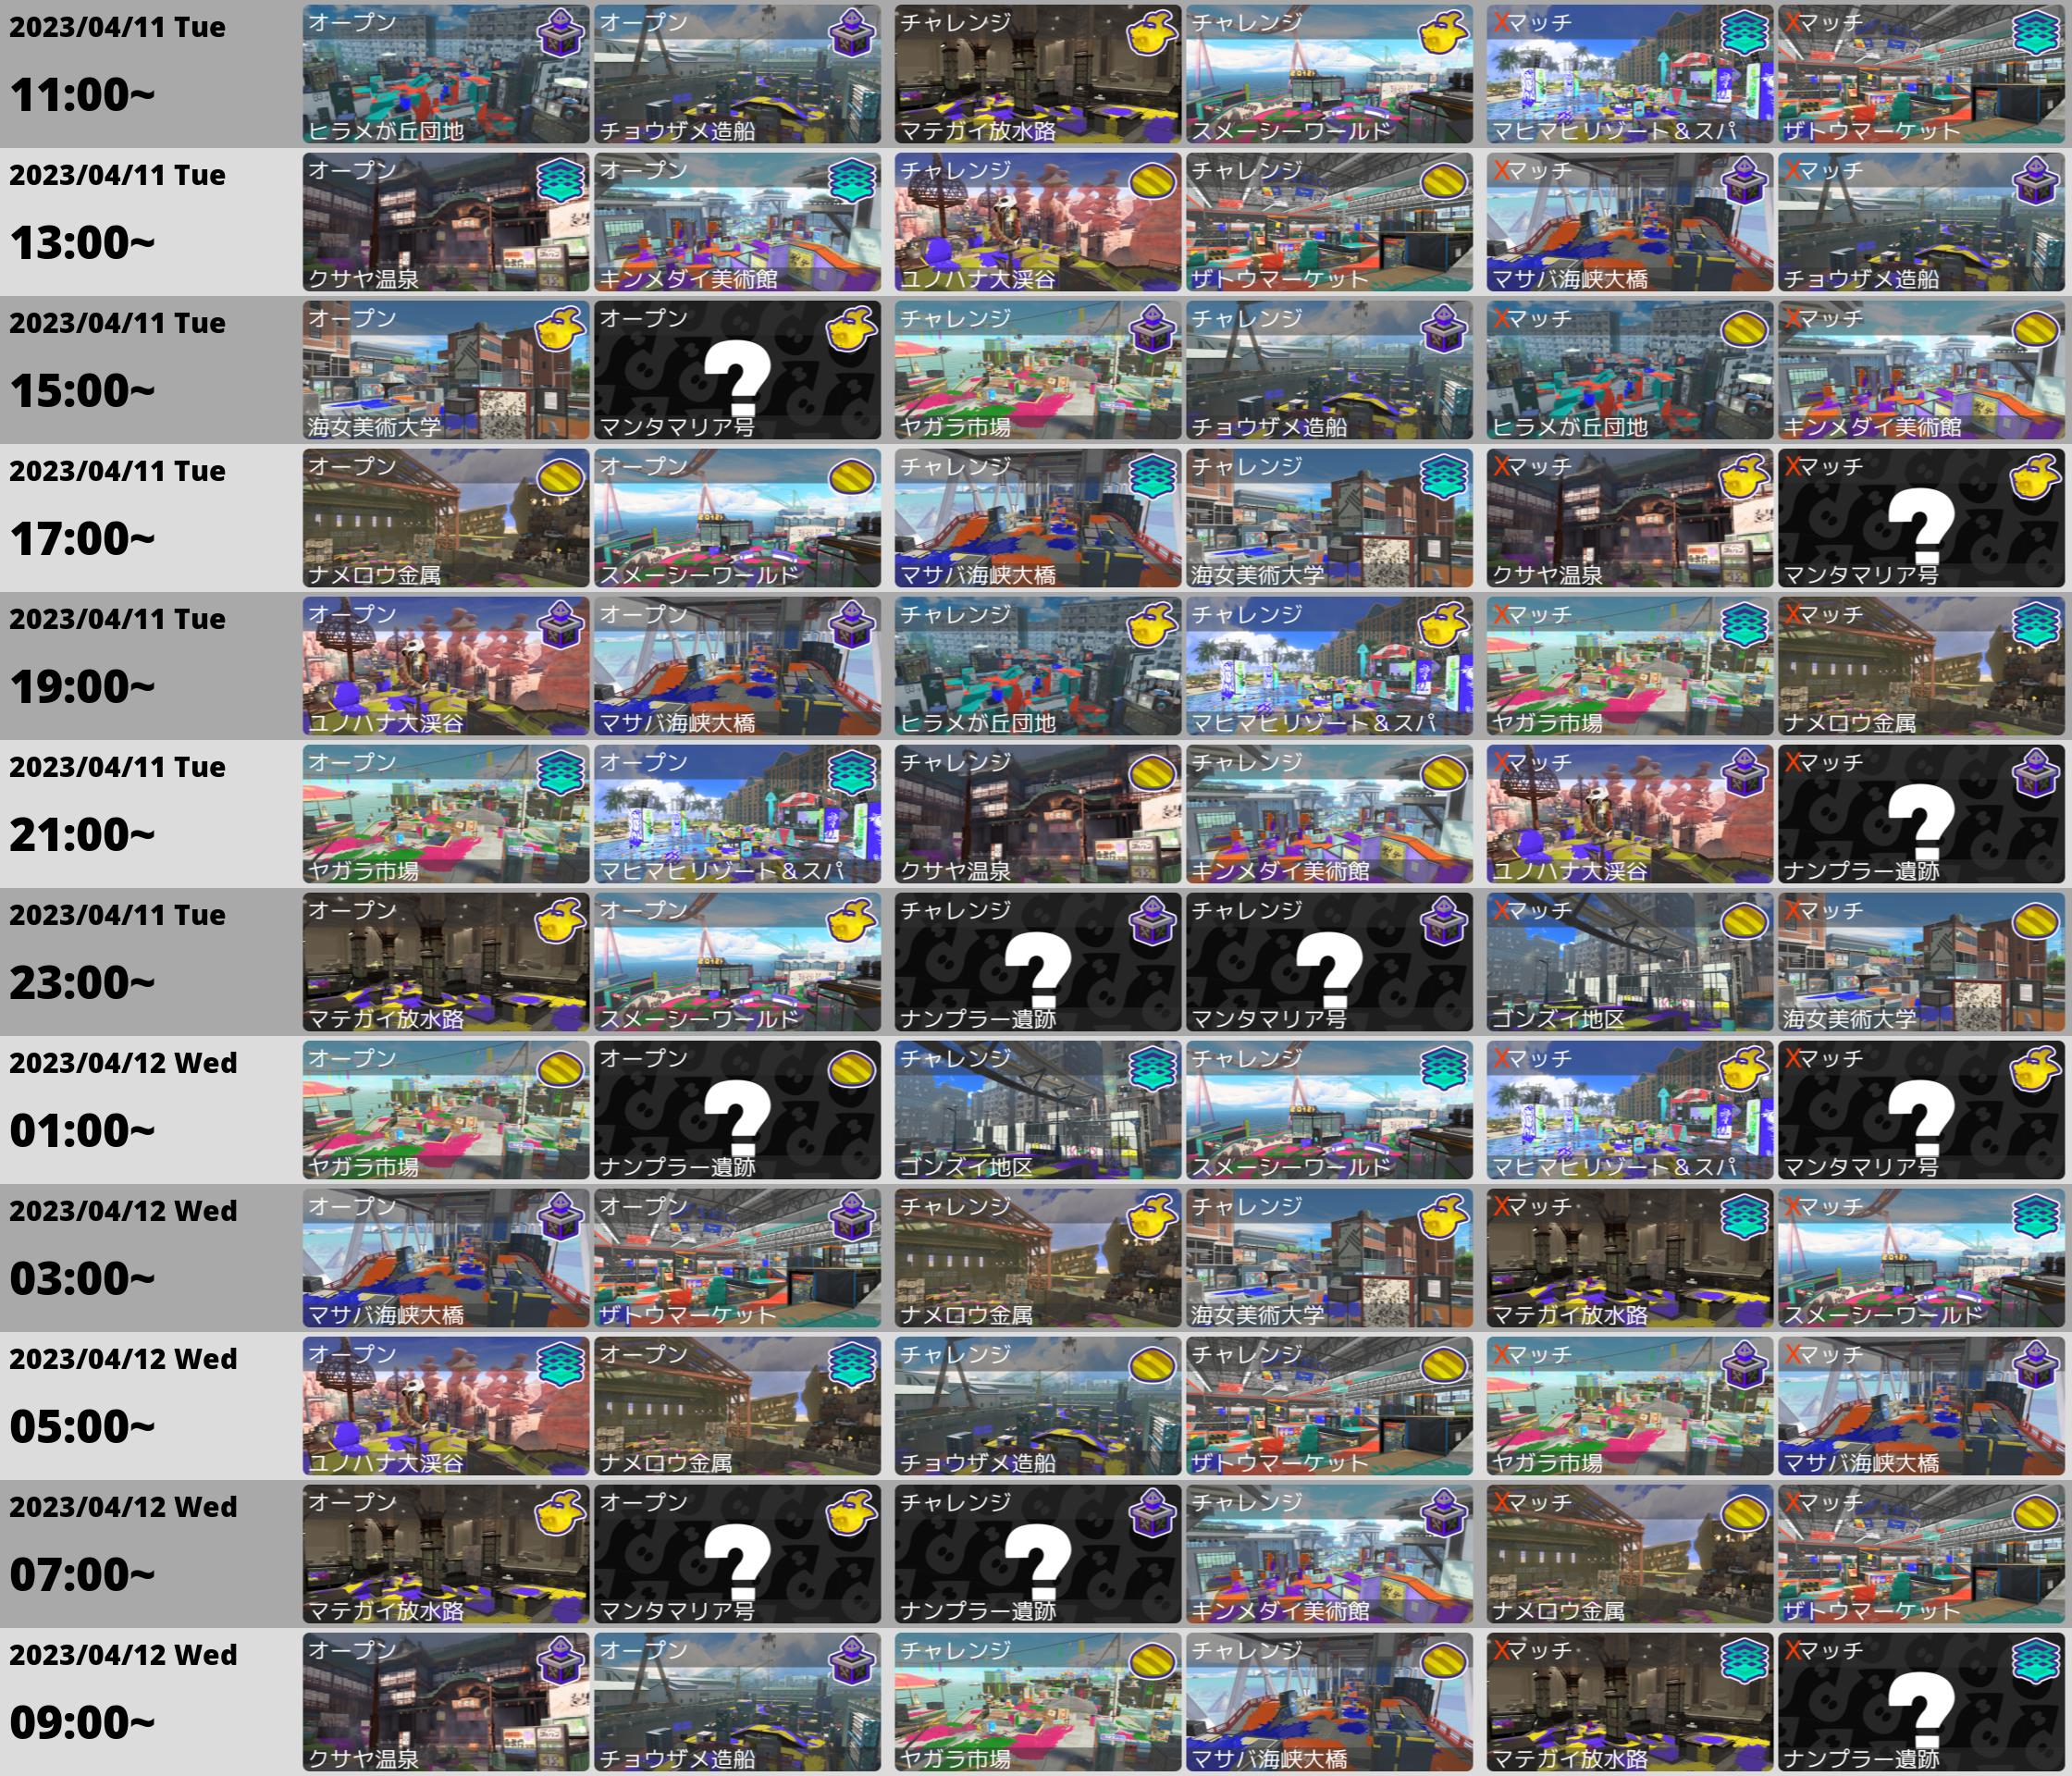 2023/04/11 Tue
11:00~
オープン オープン チャレンジ チャレンジ Xマッチ Xマッチ
ヒラメが丘団地 チョウザメ造船 マテガイ放水路 スメーシーワールド マヒマヒリゾート&スパ ザトウマーケット
2023/04/11 Tue
13:00~
オープン オープン チャレンジ チャレンジ Xマッチ Xマッチ
クサヤ温泉 キンメダイ美術館 ユノハナ大渓谷 ザトウマーケット マサバ海峡大橋 チョウザメ造船
2023/04/11 Tue
15:00~
オープン オープン チャレンジ チャレンジ Xマッチ Xマッチ
?
海女美術大学 マンタマリア号 ヤガラ市場 チョウザメ造船 ヒラメが丘団地 キンメダイ美術館
2023/04/11 Tue
17:00~
オープン オープン チャレンジ チャレンジ Xマッチ Xマッチ
?
ナメロウ金属 スメーシーワールド マサバ海峡大橋 海女美術大学 クサヤ温泉 マンタマリア号
2023/04/11 Tue
19:00~
オープン オープン チャレンジ チャレンジ Xマッチ Xマッチ
ユノハナ大渓谷 マサバ海峡大橋 ヒラメが丘団地 マヒマヒリゾート&スパ ヤガラ市場 ナメロウ金属
2023/04/11 Tue
21:00~
オープン オープン チャレンジ チャレンジ Xマッチ Xマッチ
?
ヤガラ市場 マヒマヒリゾート&スパ クサヤ温泉 キンメダイ美術館 ユノハナ大渓谷 ナンプラー遺跡
2023/04/11 Tue
23:00~
オープン オープン チャレンジ チャレンジ Xマッチ Xマッチ
? ?
マテガイ放水路 スメーシーワールド ナンプラー遺跡 マンタマリア号 ゴンズイ地区 海女美術大学
2023/04/12 Wed
01:00~
オープン オープン チャレンジ チャレンジ Xマッチ Xマッチ
? ?
ヤガラ市場 ナンプラー遺跡 ゴンズイ地区 スメーシーワールド マヒマヒリゾート&スパ マンタマリア号
2023/04/12 Wed
03:00~
オープン オープン チャレンジ チャレンジ Xマッチ Xマッチ
マサバ海峡大橋 ザトウマーケット ナメロウ金属 海女美術大学 マテガイ放水路 スメーシーワールド
2023/04/12 Wed
05:00~
オープン オープン チャレンジ チャレンジ Xマッチ Xマッチ
ユノハナ大渓谷 ナメロウ金属 チョウザメ造船 ザトウマーケット ヤガラ市場 マサバ海峡大橋
2023/04/12 Wed
07:00~
オープン オープン チャレンジ チャレンジ Xマッチ Xマッチ
? ?
マテガイ放水路 マンタマリア号 ナンプラー遺跡 キンメダイ美術館 ナメロウ金属 ザトウマーケット
2023/04/12 Wed
09:00~
オープン オープン チャレンジ チャレンジ Xマッチ Xマッチ
?
クサヤ温泉 チョウザメ造船 ヤガラ市場 マサバ海峡大橋 マテガイ放水路 ナンプラー遺跡